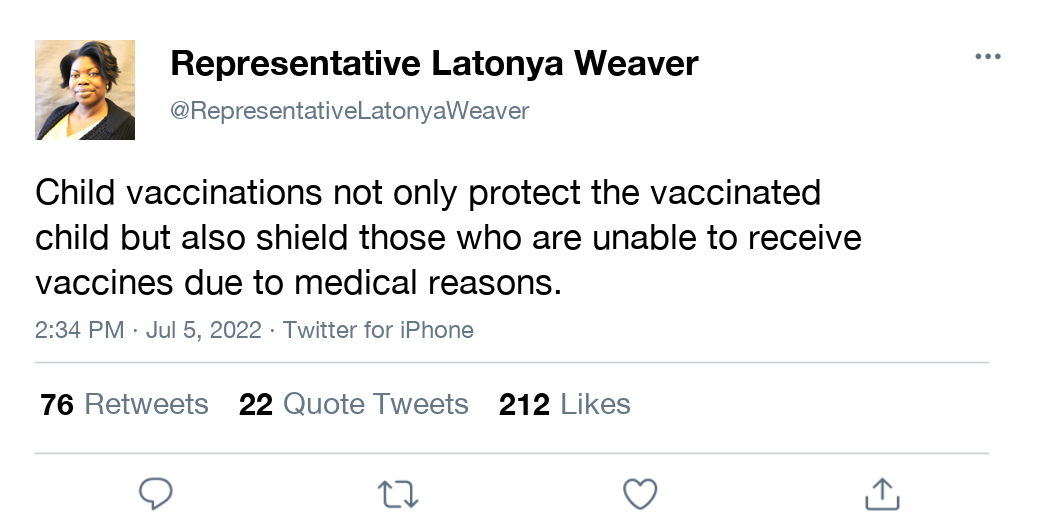 Representative Latonya Weaver
@RepresentativeLatonyaWeaver
Child vaccinations not only protect the vaccinated
child but also shield those who are unable to receive
vaccines due to medical reasons.
2:34 PM · Jul 5, 2022 · Twitter for iPhone
76 Retweets 22 Quote Tweets 212 Likes